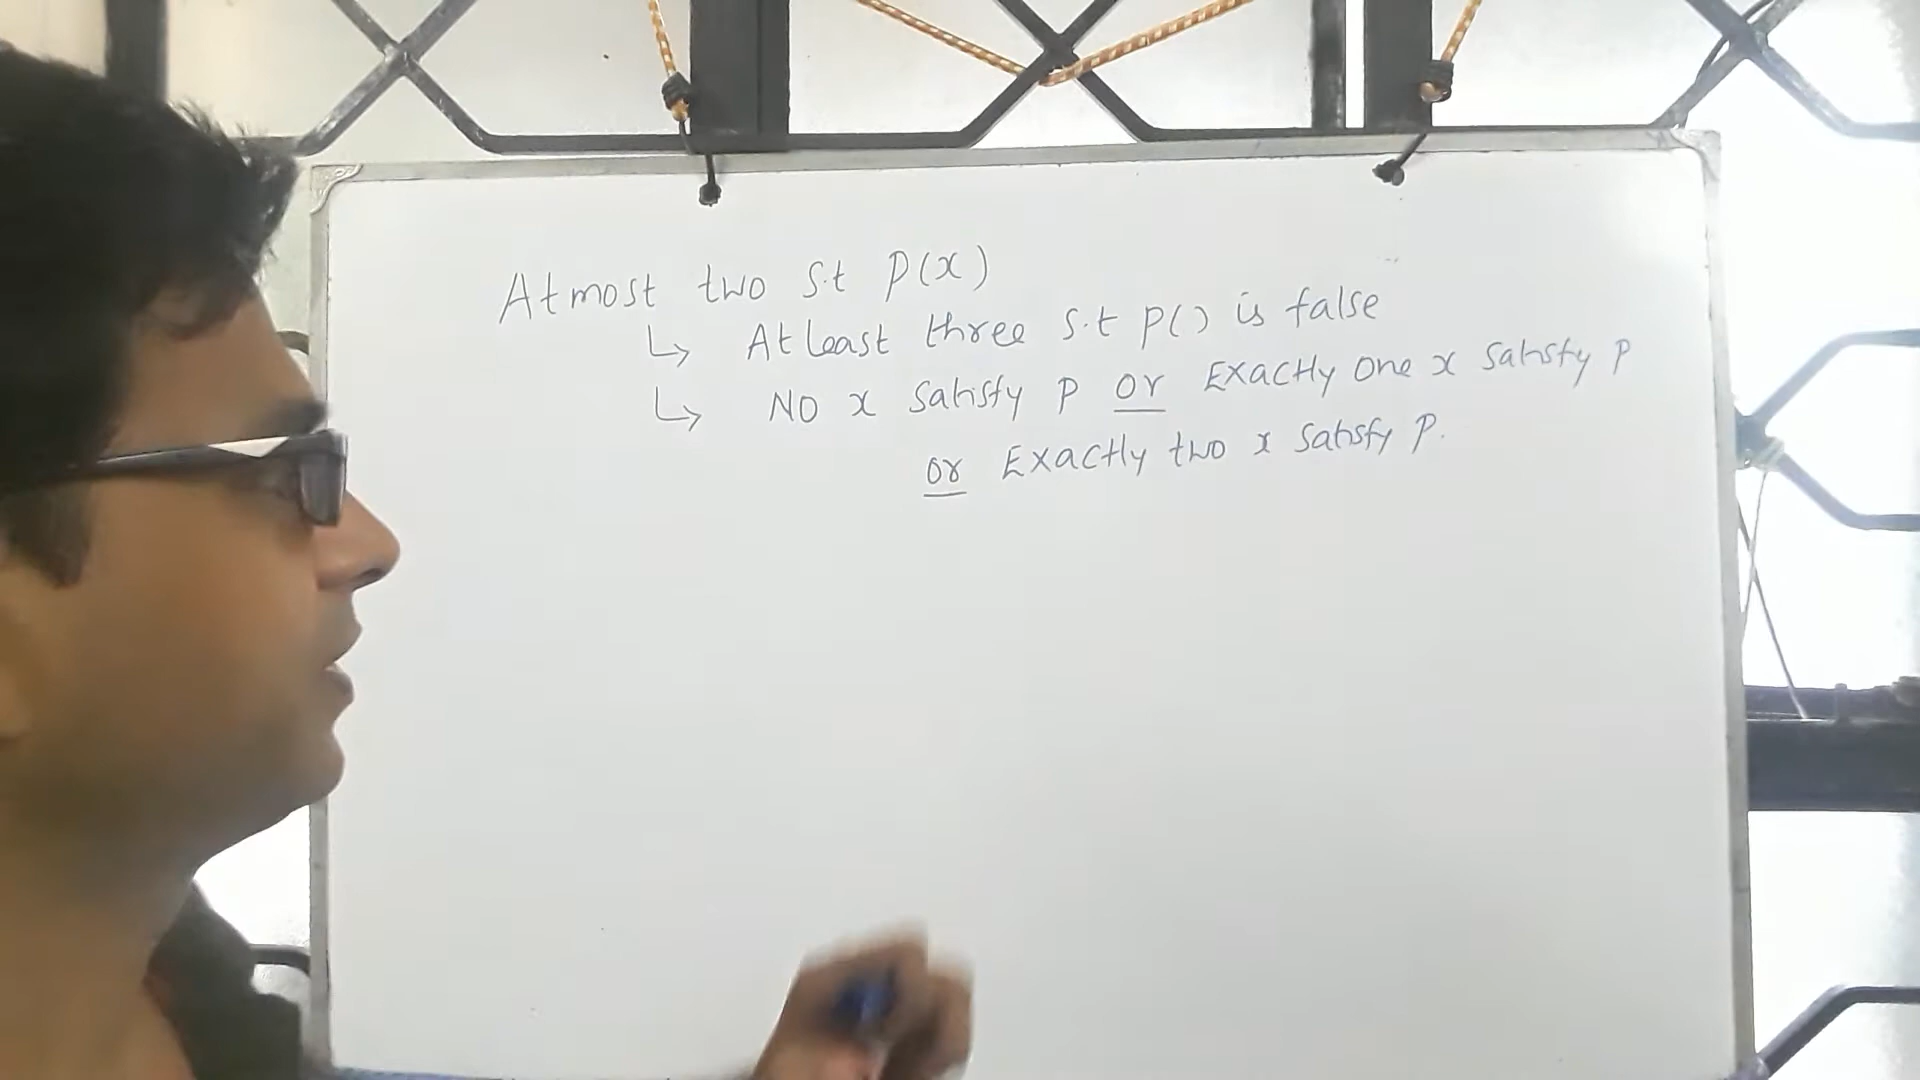 Atmost two s.t P(x)
↳ Atleast three s.t P() is false
↳ NO x satisfy P or Exactly one x satisfy P
or Exactly two x satisfy P.